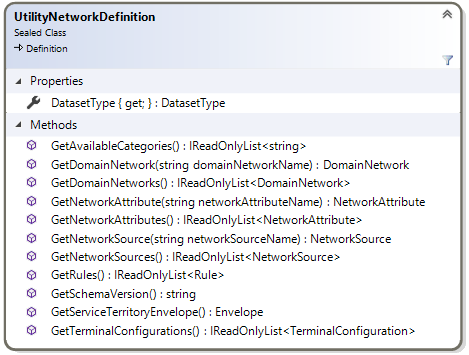 UtilityNetworkDefinition
Sealed Class
Definition
Properties
DatasetType { get; } : DatasetType
Methods
GetAvailableCategories() : IReadOnlyList<string>
GetDomainNetwork(string domainNetworkName) : DomainNetwork
GetDomainNetworks() : IReadOnlyList<DomainNetwork>
GetNetworkAttribute(string networkAttributeName) : NetworkAttribute
GetNetworkAttributes() : IReadOnlyList<NetworkAttribute>
GetNetworkSource(string networkSourceName) : NetworkSource
GetNetworkSources() : IReadOnlyList<NetworkSource>
GetRules() : IReadOnlyList<Rule>
GetSchemaVersion() : string
GetServiceTerritoryEnvelope() : Envelope
GetTerminalConfigurations() : IReadOnlyList<TerminalConfiguration>